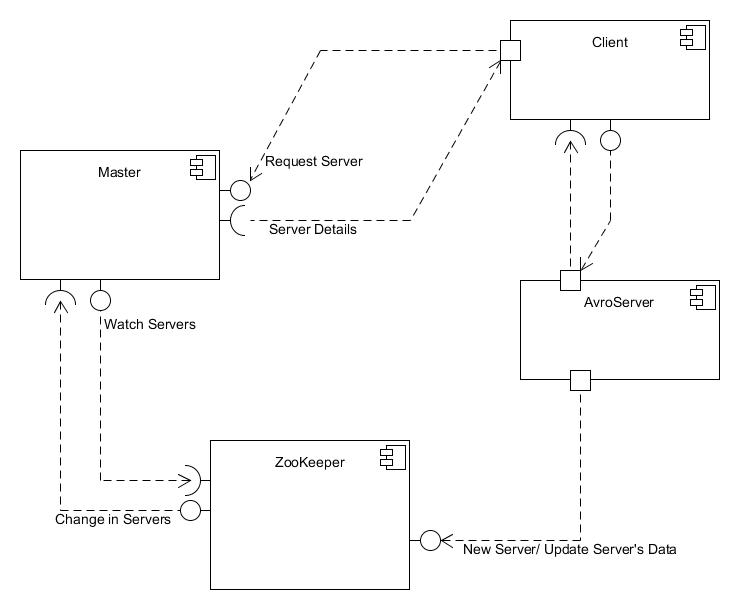 Client
Request Server
Master
Server Details
AvroServer
Watch Servers
ZooKeeper
Change in Servers
New Server/ Update Server's Data